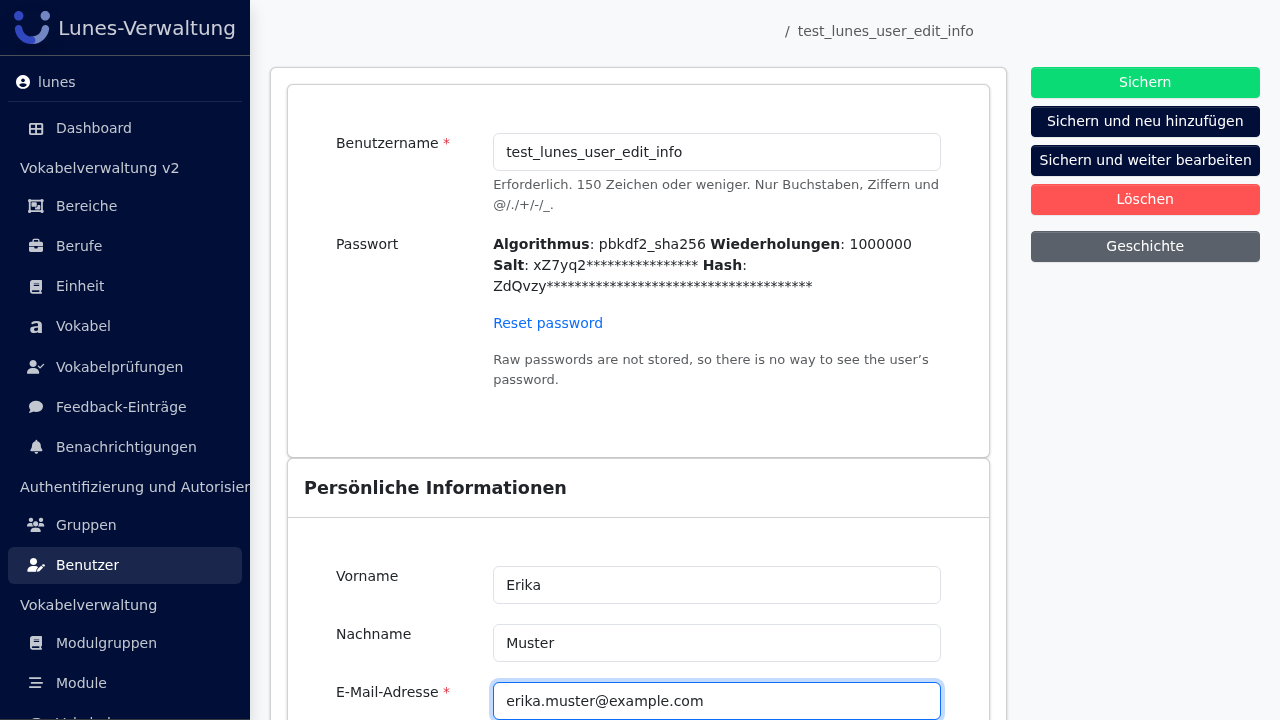 Lunes-Verwaltung
lunes
Dashboard
Vokabelverwaltung v2
Bereiche
Berufe
Einheit
Vokabel
Vokabelprüfungen
Feedback-Einträge
Benachrichtigungen
Authentifizierung und Autorisier
Gruppen
Benutzer
Vokabelverwaltung
Modulgruppen
Module
/ test_lunes_user_edit_info
Benutzername *
test_lunes_user_edit_info
Erforderlich. 150 Zeichen oder weniger. Nur Buchstaben, Ziffern und
@/./+/-/_.
Passwort
Algorithmus: pbkdf2_sha256 Wiederholungen: 1000000
Salt: xZ7yq2**************** Hash:
ZdQvzy**************************************
Reset password
Raw passwords are not stored, so there is no way to see the user’s
password.
Persönliche Informationen
Vorname
Erika
Nachname
Muster
E-Mail-Adresse *
erika.muster@example.com
Sichern
Sichern und neu hinzufügen
Sichern und weiter bearbeiten
Löschen
Geschichte